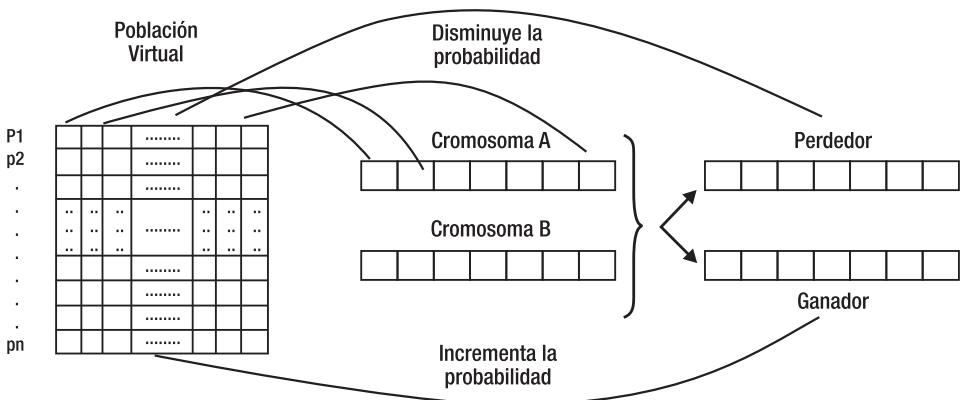 Población
Virtual
Disminuye la
probabilidad
P1
p2
.
.
.
.
.
.
pn
........
........
........
.. .. .. .. .. ..
.. .. .. ........ .. .. ..
.. .. .. .. .. ..
........
........
........
........
Cromosoma A
Cromosoma B
Perdedor
Ganador
Incrementa la
probabilidad